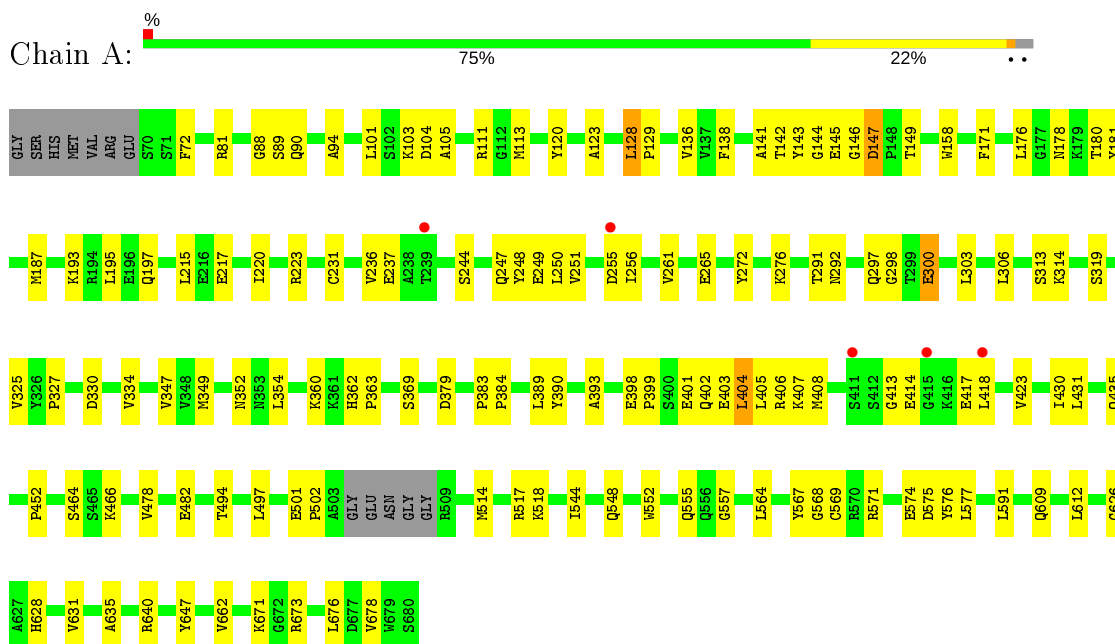 %
Chain A:
75% 22% • •
GLY SER HIS MET VAL ARG GLU S70 S71 F72 R81 G88 S89 Q90 A94 L101 S102 K103 D104 A105 R111 G112 M113 Y120 A123 L128 P129 V136 V137 F138 A141 T142 Y143 G144 E145 G146 D147 P148 T149 W158 F171 L176 G177 N178 K179 T180 Y181
M187 K193 R194 L195 E196 Q197 L215 E216 E217 I220 R223 C231 V236 E237 A238 T239 S244 Q247 Y248 E249 L250 V251 D255 I256 V261 E265 Y272 K276 T291 N292 Q297 G298 T299 E300 L303 L306 S313 K314 S319
V325 Y326 P327 D330 V334 V347 V348 M349 N352 N353 L354 K360 K361 H362 P363 S369 D379 P383 P384 L389 Y390 A393 E398 P399 S400 E401 Q402 E403 L404 L405 R406 K407 M408 S411 S412 G413 E414 G415 K416 E417 L418 V423 I430 L431
P452 S464 S465 K466 V478 E482 T494 L497 E501 P502 A503 GLY GLU ASN GLY GLY R509 M514 R517 K518 I544 Q548 W552 Q555 Q556 G557 L564 Y567 G568 C569 R570 R571 E574 D575 Y576 L577 L591 Q609 L612
A627 H628 V631 A635 R640 Y647 V662 K671 G672 R673 L676 D677 V678 W679 S680